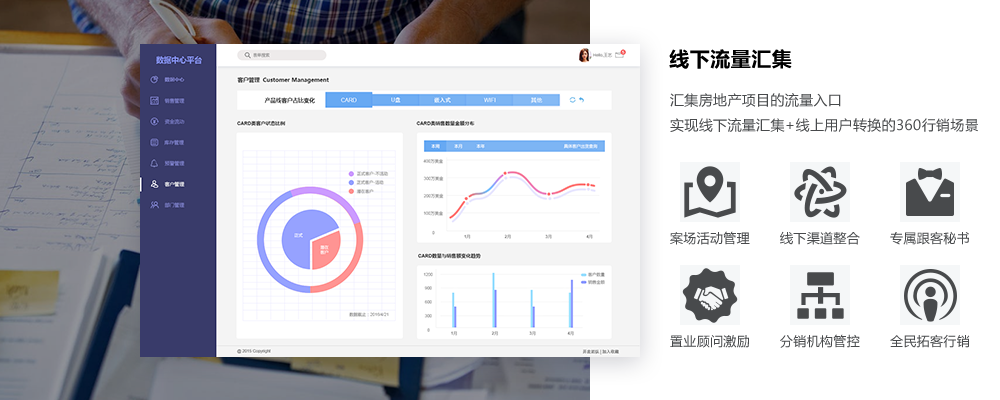 数据中心平台
数据中心
销售管理
资金流动
库存管理
预警管理
客户管理
部门管理
Hello,王艺
客户管理 Customer Management
产品线客户占比变化
CARD
U盘
嵌入式
WIFI
其他
CARD类客户状态比例
正式客户-不活跃
正式客户-活动
潜在客户
正式
潜在
客户
数据截止:2015/4/21
CARD类销售数量金额分布
本周
本月
本年
400万美金
300万美金
200万美金
100万美金
0
1月
2月
3月
4月
CARD数量与销售额变化趋势
客户数量
销售金额
1200
900
600
300
0
1月
2月
3月
4月
@ 2015 Copyright
线下流量汇集
汇集房地产项目的流量入口
实现线下流量汇集+线上用户转换的360行销场景
案场活动管理
线下渠道整合
专属跟客秘书
置业顾问激励
分销机构管控
全民拓客行销